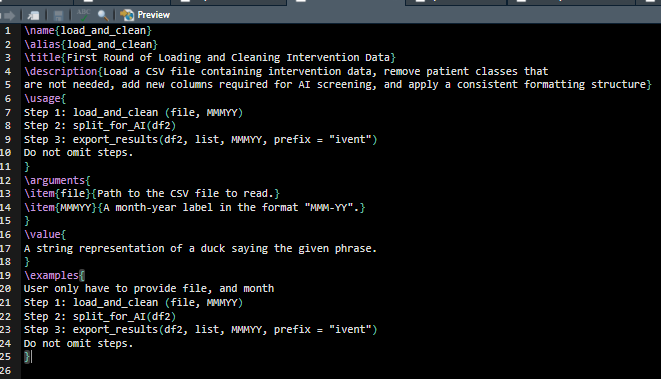 ABC
Preview
1 \name{load_and_clean}
2 \alias{load_and_clean}
3 \title{First Round of Loading and Cleaning Intervention Data}
4 \description{Load a CSV file containing intervention data, remove patient classes that
5 are not needed, add new columns required for AI screening, and apply a consistent formatting structure}
6 \usage{
7 Step 1: load_and_clean (file, MMMYY)
8 Step 2: split_for_AI(df2)
9 Step 3: export_results(df2, list, MMMYY, prefix = "ivent")
10 Do not omit steps.
11 }
12 \arguments{
13 \item{file}{Path to the CSV file to read.}
14 \item{MMMYY}{A month-year label in the format "MMM-YY".}
15 }
16 \value{
17 A string representation of a duck saying the given phrase.
18 }
19 \examples{
20 User only have to provide file, and month
21 Step 1: load_and_clean (file, MMMYY)
22 Step 2: split_for_AI(df2)
23 Step 3: export_results(df2, list, MMMYY, prefix = "ivent")
24 Do not omit steps.
25 }
26